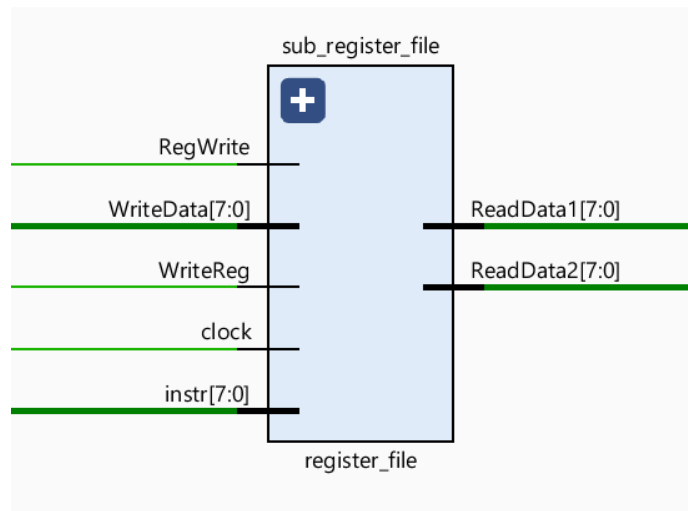 sub_register_file
RegWrite
WriteData[7:0]
ReadData1[7:0]
WriteReg
ReadData2[7:0]
clock
instr[7:0]
register_file